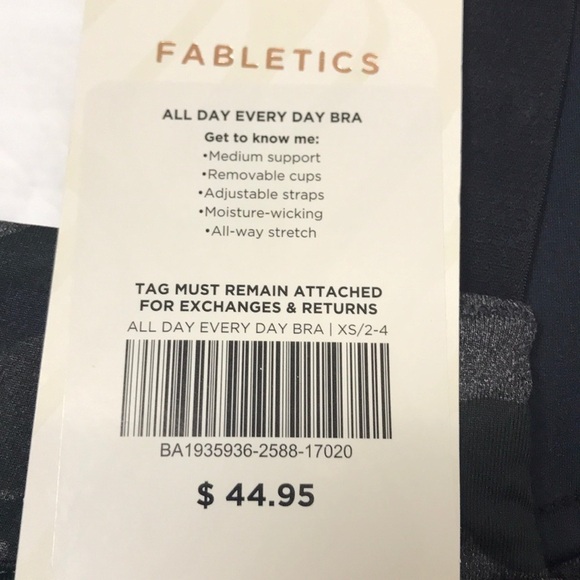 FABLETICS
ALL DAY EVERY DAY BRA
Get to know me:
•Medium support
•Removable cups
•Adjustable straps
•Moisture-wicking
•All-way stretch
TAG MUST REMAIN ATTACHED
FOR EXCHANGES & RETURNS
ALL DAY EVERY DAY BRA | XS/2-4
BA1935936-2588-17020
$ 44.95